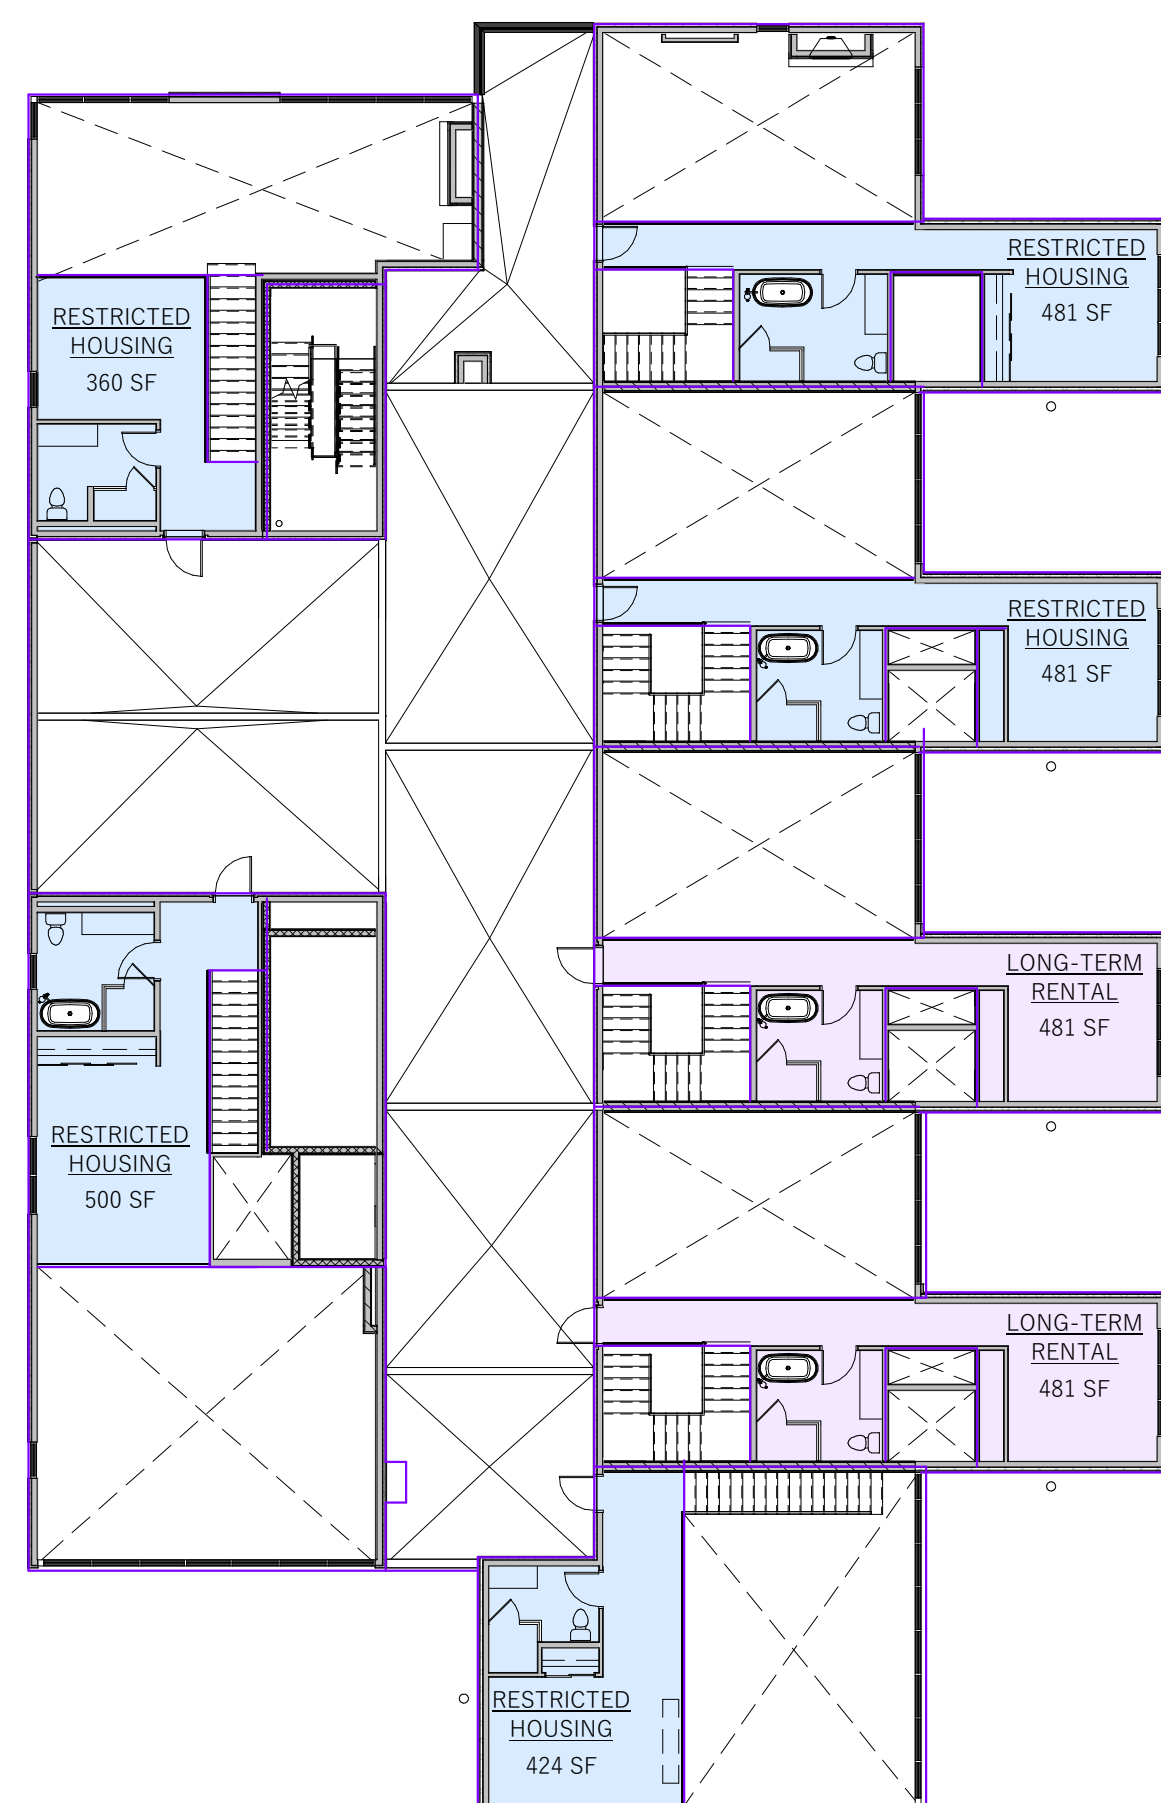 RESTRICTED
HOUSING
481 SF
RESTRICTED
HOUSING
360 SF
RESTRICTED
HOUSING
481 SF
LONG-TERM
RENTAL
481 SF
RESTRICTED
HOUSING
500 SF
LONG-TERM
RENTAL
481 SF
RESTRICTED
HOUSING
424 SF